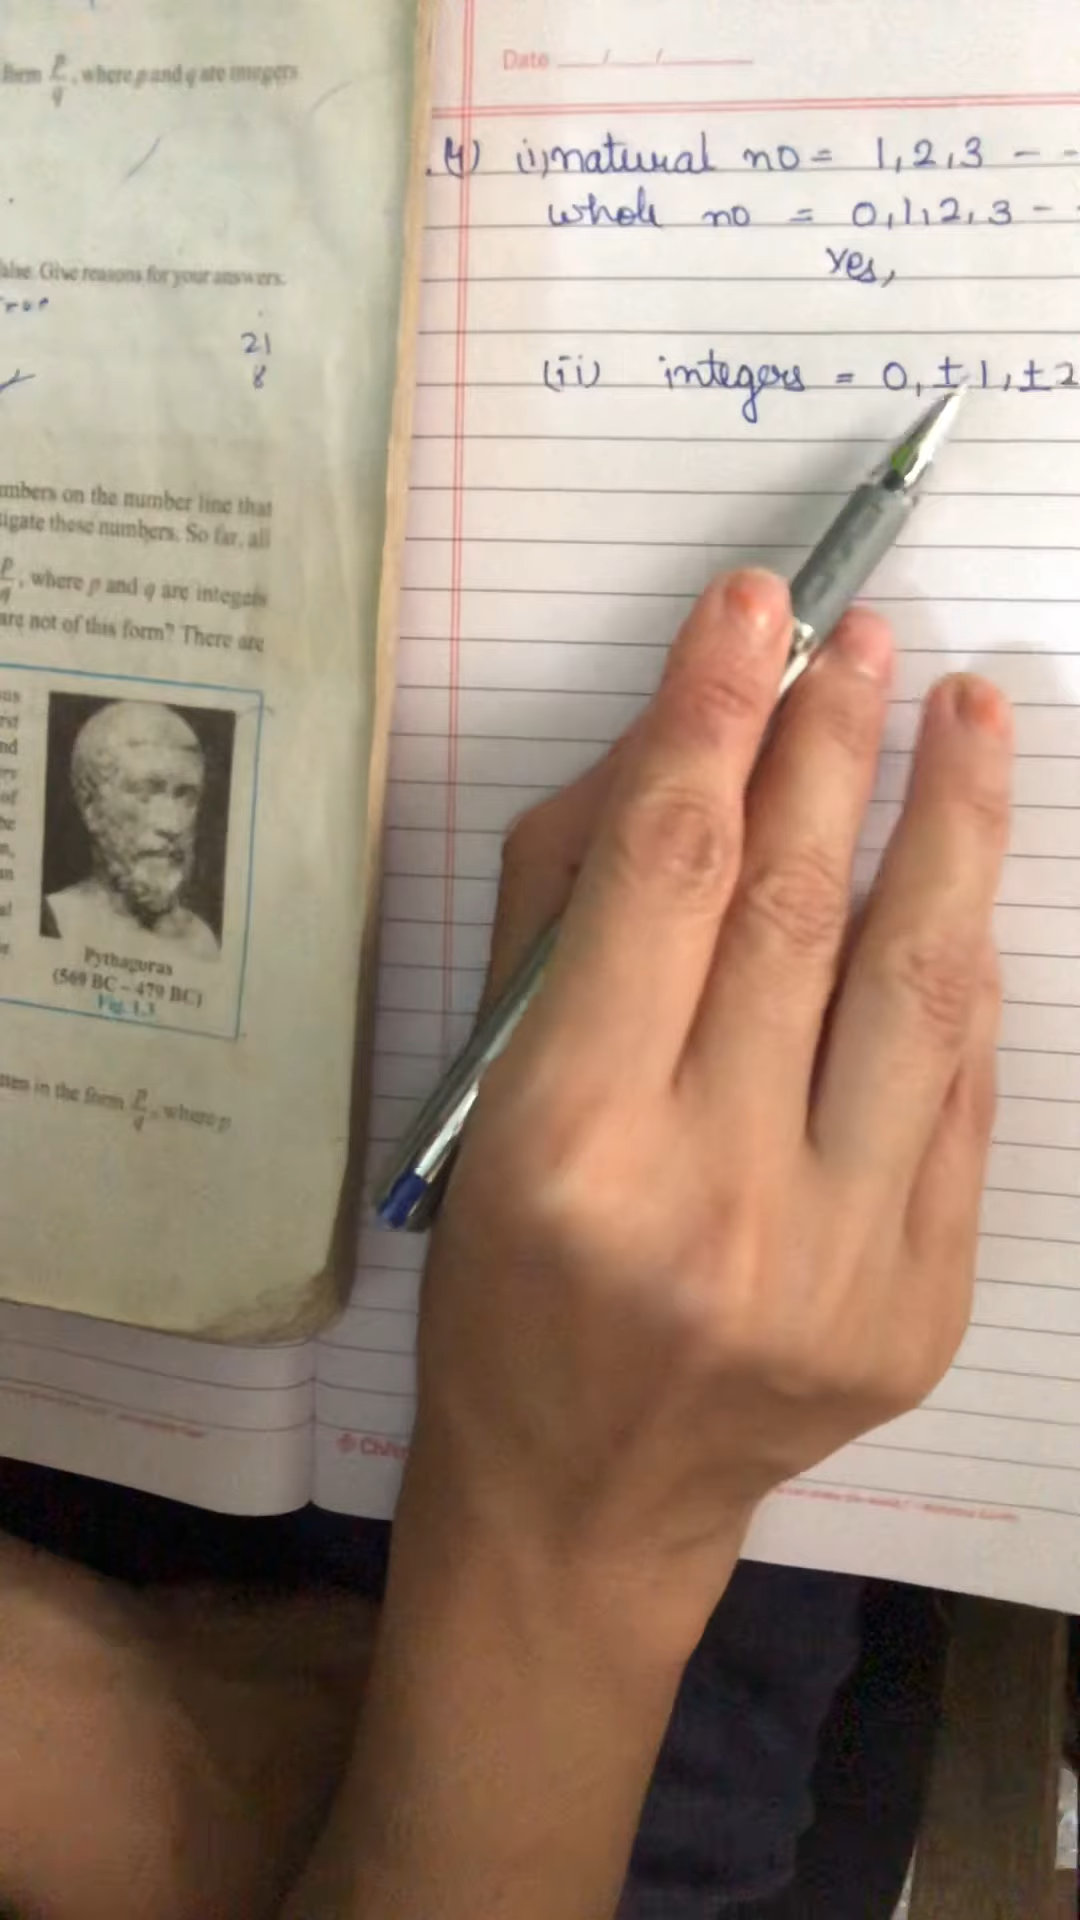 form p/q, where p and q are integers
alse. Give reasons for your answers.
True
21
8
mbers on the number line that
tigate these numbers. So far, all
p/q, where p and q are integers
are not of this form? There are
Pythagoras
(569 BC – 479 BC)
Fig. 1.3
tten in the form p/q, where p
Date / /
4) (i) natural no = 1, 2, 3 - -
whole no = 0, 1, 2, 3 - -
Yes,
(ii) integers = 0, ± 1, ± 2